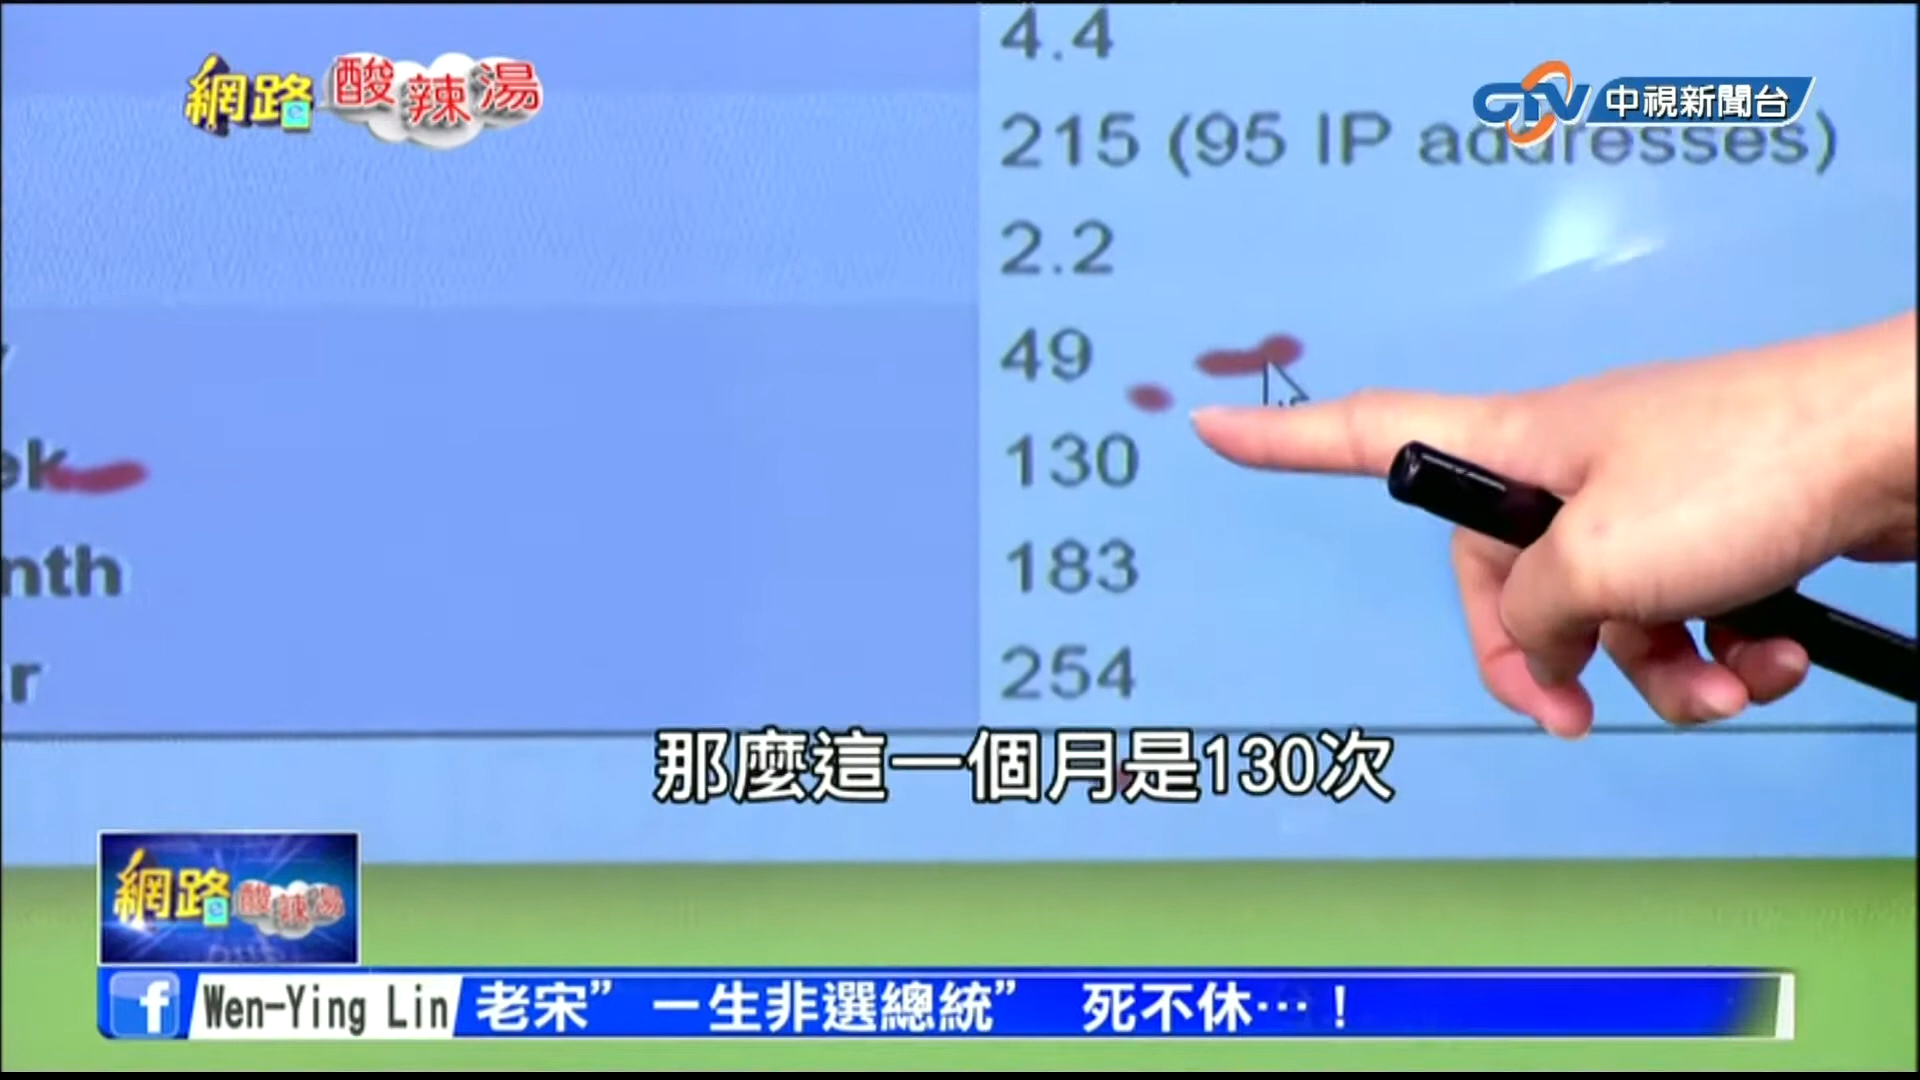 4.4
網路酸辣湯
CTV 中視新聞台
215 (95 IP addresses)
2.2
49
ek
130
nth
183
r
254
那麼這一個月是130次
網路酸辣湯
f Wen-Ying Lin 老宋”一生非選總統” 死不休…！